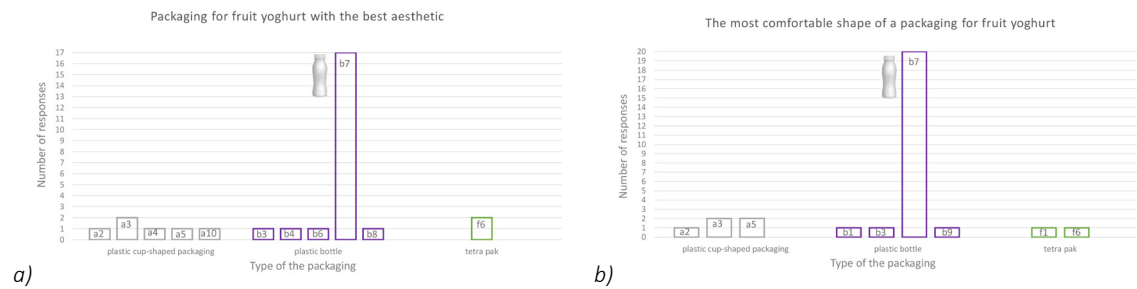 Packaging for fruit yoghurt with the best aesthetic
Number of responses
17
16
15
14
13
12
11
10
9
8
7
6
5
4
3
2
1
0
a2
a3
a4
a5
a10
b3
b4
b6
b7
b8
f6
plastic cup-shaped packaging
plastic bottle
tetra pak
Type of the packaging
a)
The most comfortable shape of a packaging for fruit yoghurt
Number of responses
20
19
18
17
16
15
14
13
12
11
10
9
8
7
6
5
4
3
2
1
0
a2
a3
a5
b1
b3
b7
b9
f1
f6
plastic cup-shaped packaging
plastic bottle
tetra pak
Type of the packaging
b)